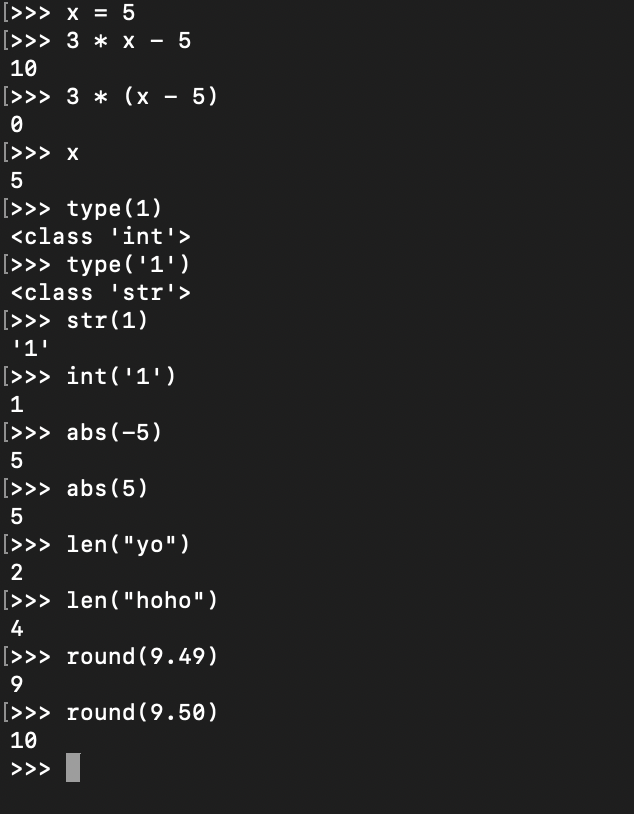 [>>> x = 5
[>>> 3 * x - 5
10
[>>> 3 * (x - 5)
0
[>>> x
5
[>>> type(1)
<class 'int'>
[>>> type('1')
<class 'str'>
[>>> str(1)
'1'
[>>> int('1')
1
[>>> abs(-5)
5
[>>> abs(5)
5
[>>> len("yo")
2
[>>> len("hoho")
4
[>>> round(9.49)
9
[>>> round(9.50)
10
>>>